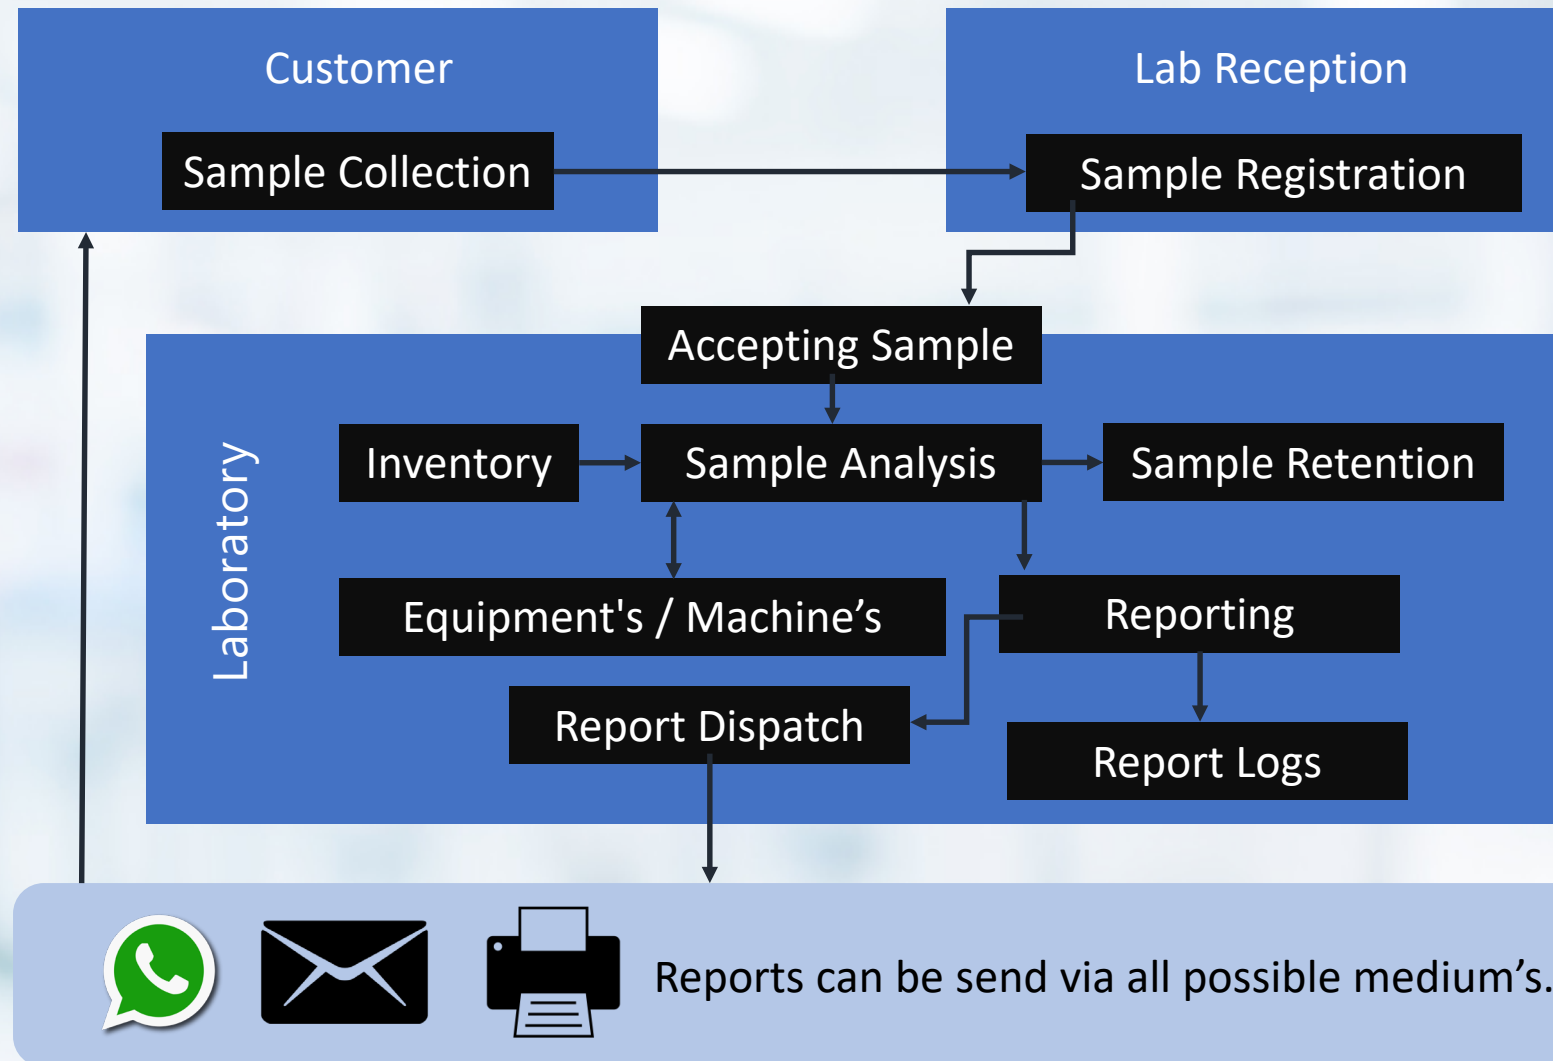 Customer
Lab Reception
Sample Collection
Sample Registration
Accepting Sample
Laboratory
Inventory
Sample Analysis
Sample Retention
Equipment's / Machine’s
Reporting
Report Dispatch
Report Logs
Reports can be send via all possible medium’s.